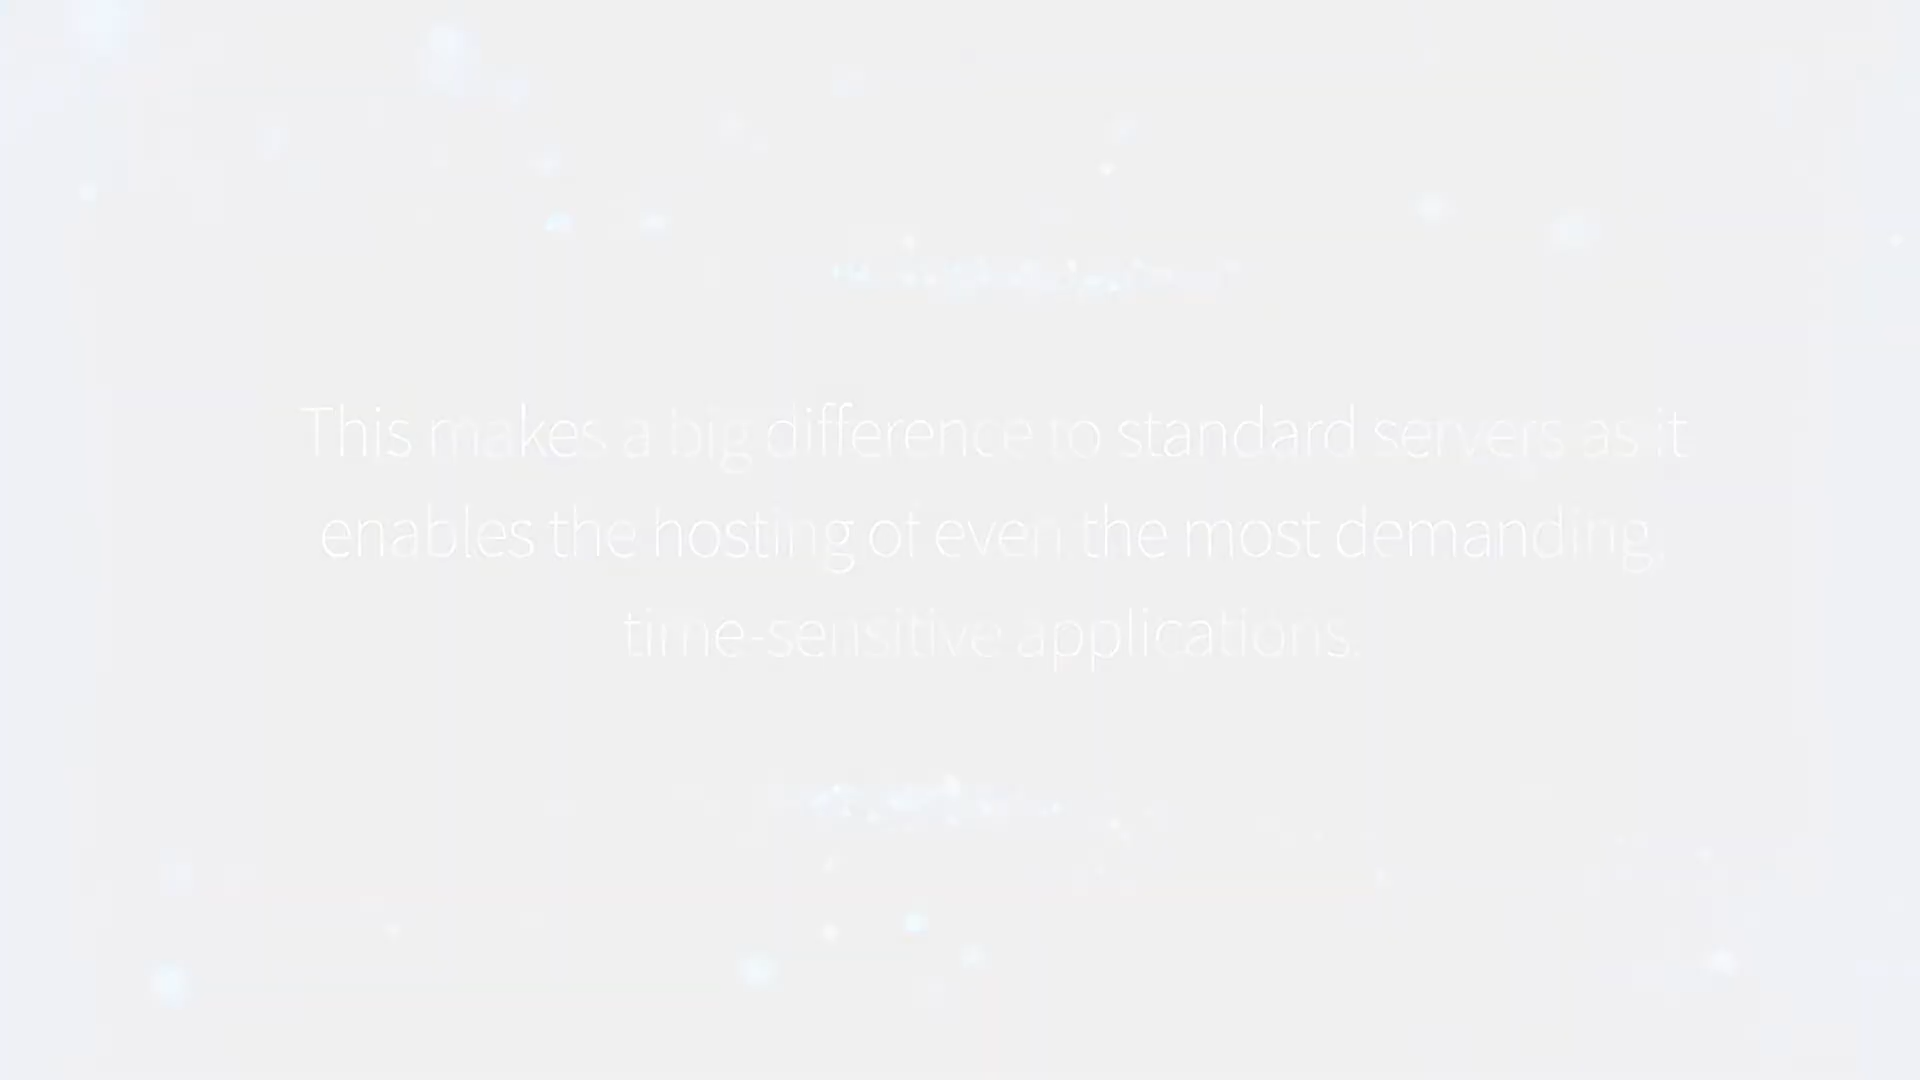 This makes a big difference to standard servers as it
enables the hosting of even the most demanding,
time-sensitive applications.